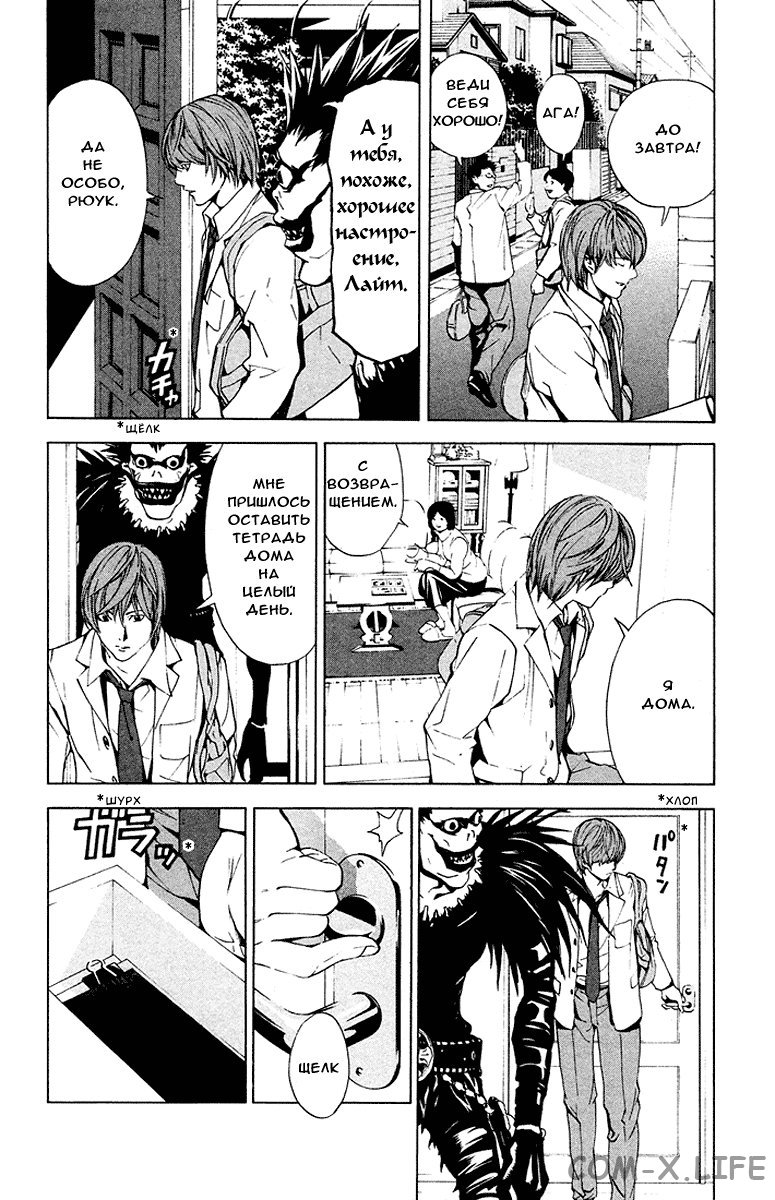 ДО
ЗАВТРА!
АГА!
ВЕДИ
СЕБЯ
ХОРОШО!
А у
тебя,
похоже,
хорошее
настро-
ение,
Лайт.
ДА
НЕ
ОСОБО,
РЮУК.
*
カチャ
*ЩЁЛК
Я
ДОМА.
С
ВОЗВРА-
ЩЕНИЕМ.
МНЕ
ПРИШЛОСЬ
ОСТАВИТЬ
ТЕТРАДЬ
ДОМА
НА
ЦЕЛЫЙ
ДЕНЬ.
*ХЛОП
*
パタン
ЩЕЛК
*ШУРХ
ガラッ
*
COM-X.LIFE